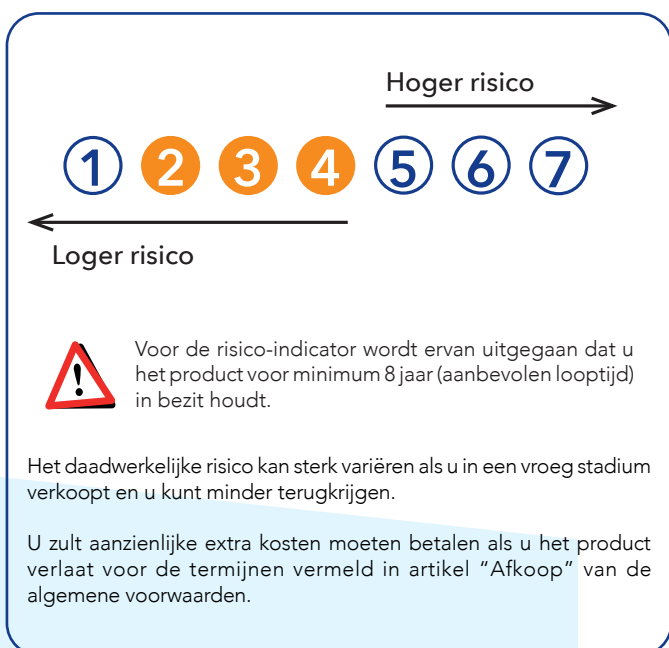 Hoger risico
1 2 3 4 5 6 7
Loger risico
!
Voor de risico-indicator wordt ervan uitgegaan dat u
het product voor minimum 8 jaar (aanbevolen looptijd)
in bezit houdt.
Het daadwerkelijke risico kan sterk variëren als u in een vroeg stadium
verkoopt en u kunt minder terugkrijgen.
U zult aanzienlijke extra kosten moeten betalen als u het product
verlaat voor de termijnen vermeld in artikel “Afkoop” van de
algemene voorwaarden.